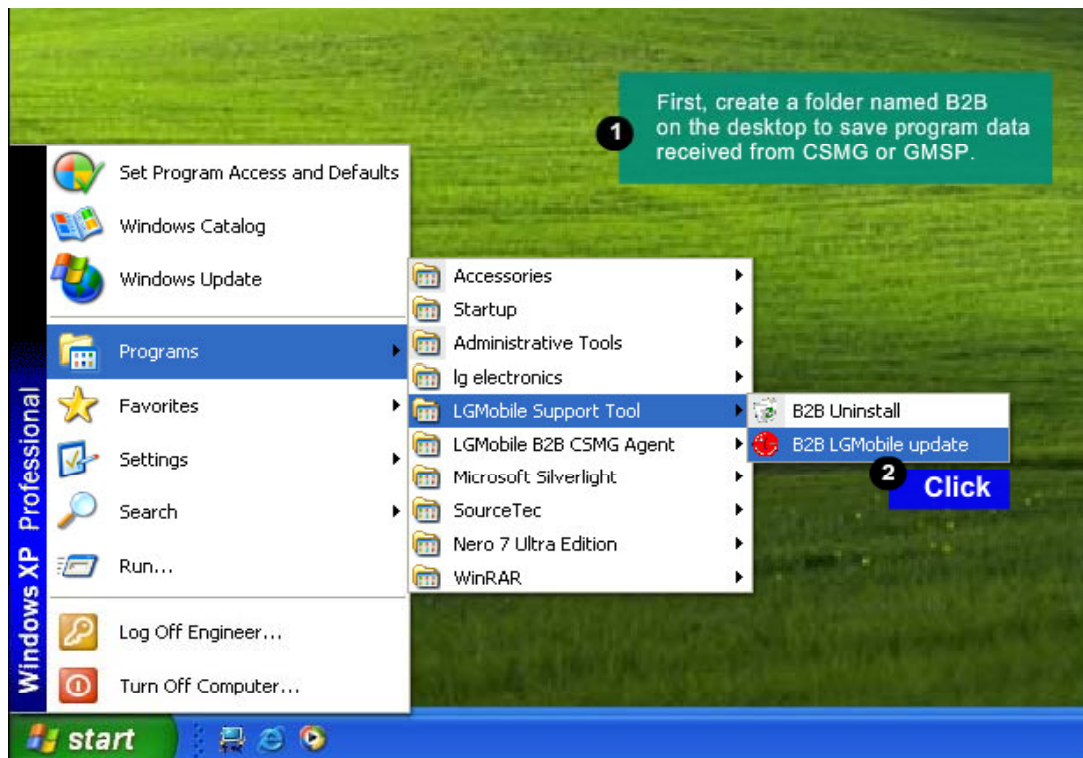 1
First, create a folder named B2B
on the desktop to save program data
received from CSMG or GMSP.
Windows XP Professional
Set Program Access and Defaults
Windows Catalog
Windows Update
Programs
Favorites
Settings
Search
Run...
Log Off Engineer...
Turn Off Computer...
Accessories
Startup
Administrative Tools
lg electronics
LGMobile Support Tool
LGMobile B2B CSMG Agent
Microsoft Silverlight
SourceTec
Nero 7 Ultra Edition
WinRAR
B2B Uninstall
B2B LGMobile update
2
Click
start